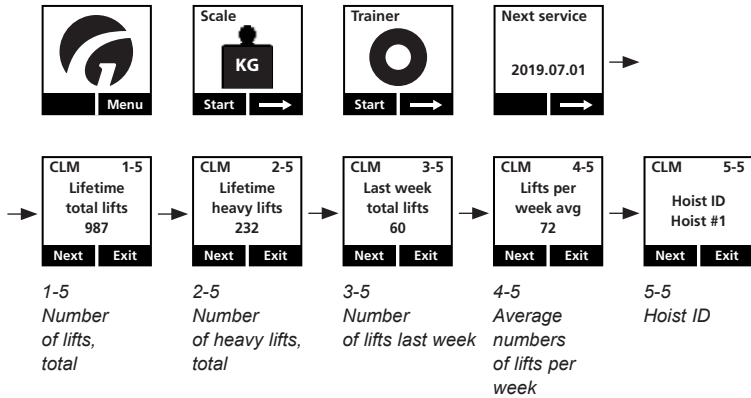 Menu
Scale
KG
Start
Trainer
Start
Next service
2019.07.01
CLM 1-5
Lifetime
total lifts
987
Next Exit
CLM 2-5
Lifetime
heavy lifts
232
Next Exit
CLM 3-5
Last week
total lifts
60
Next Exit
CLM 4-5
Lifts per
week avg
72
Next Exit
CLM 5-5
Hoist ID
Hoist #1
Next Exit
1-5
Number
of lifts,
total
2-5
Number
of heavy lifts,
total
3-5
Number
of lifts last week
4-5
Average
numbers
of lifts per
week
5-5
Hoist ID